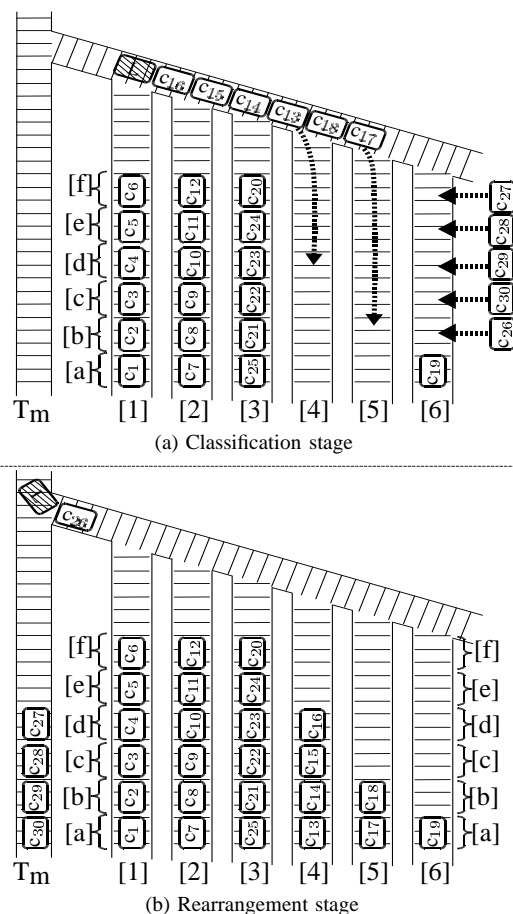 c16 c15 c14 c13 c18 c17
[f] c6 c12 c20 c27
[e] c5 c11 c24 c28
[d] c4 c10 c23 c29
[c] c3 c9 c22 c30
[b] c2 c8 c21 c26
[a] c1 c7 c25 c19
Tm [1] [2] [3] [4] [5] [6]
(a) Classification stage
c26
[f] c6 c12 c20 [f]
[e] c5 c11 c24 [e]
c27 [d] c4 c10 c23 c16 [d]
c28 [c] c3 c9 c22 c15 [c]
c29 [b] c2 c8 c21 c14 c18 [b]
c30 [a] c1 c7 c25 c13 c17 c19 [a]
Tm [1] [2] [3] [4] [5] [6]
(b) Rearrangement stage